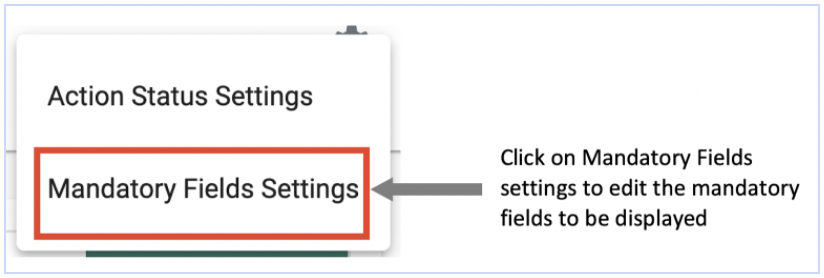 Action Status Settings
Mandatory Fields Settings
Click on Mandatory Fields
settings to edit the mandatory
fields to be displayed